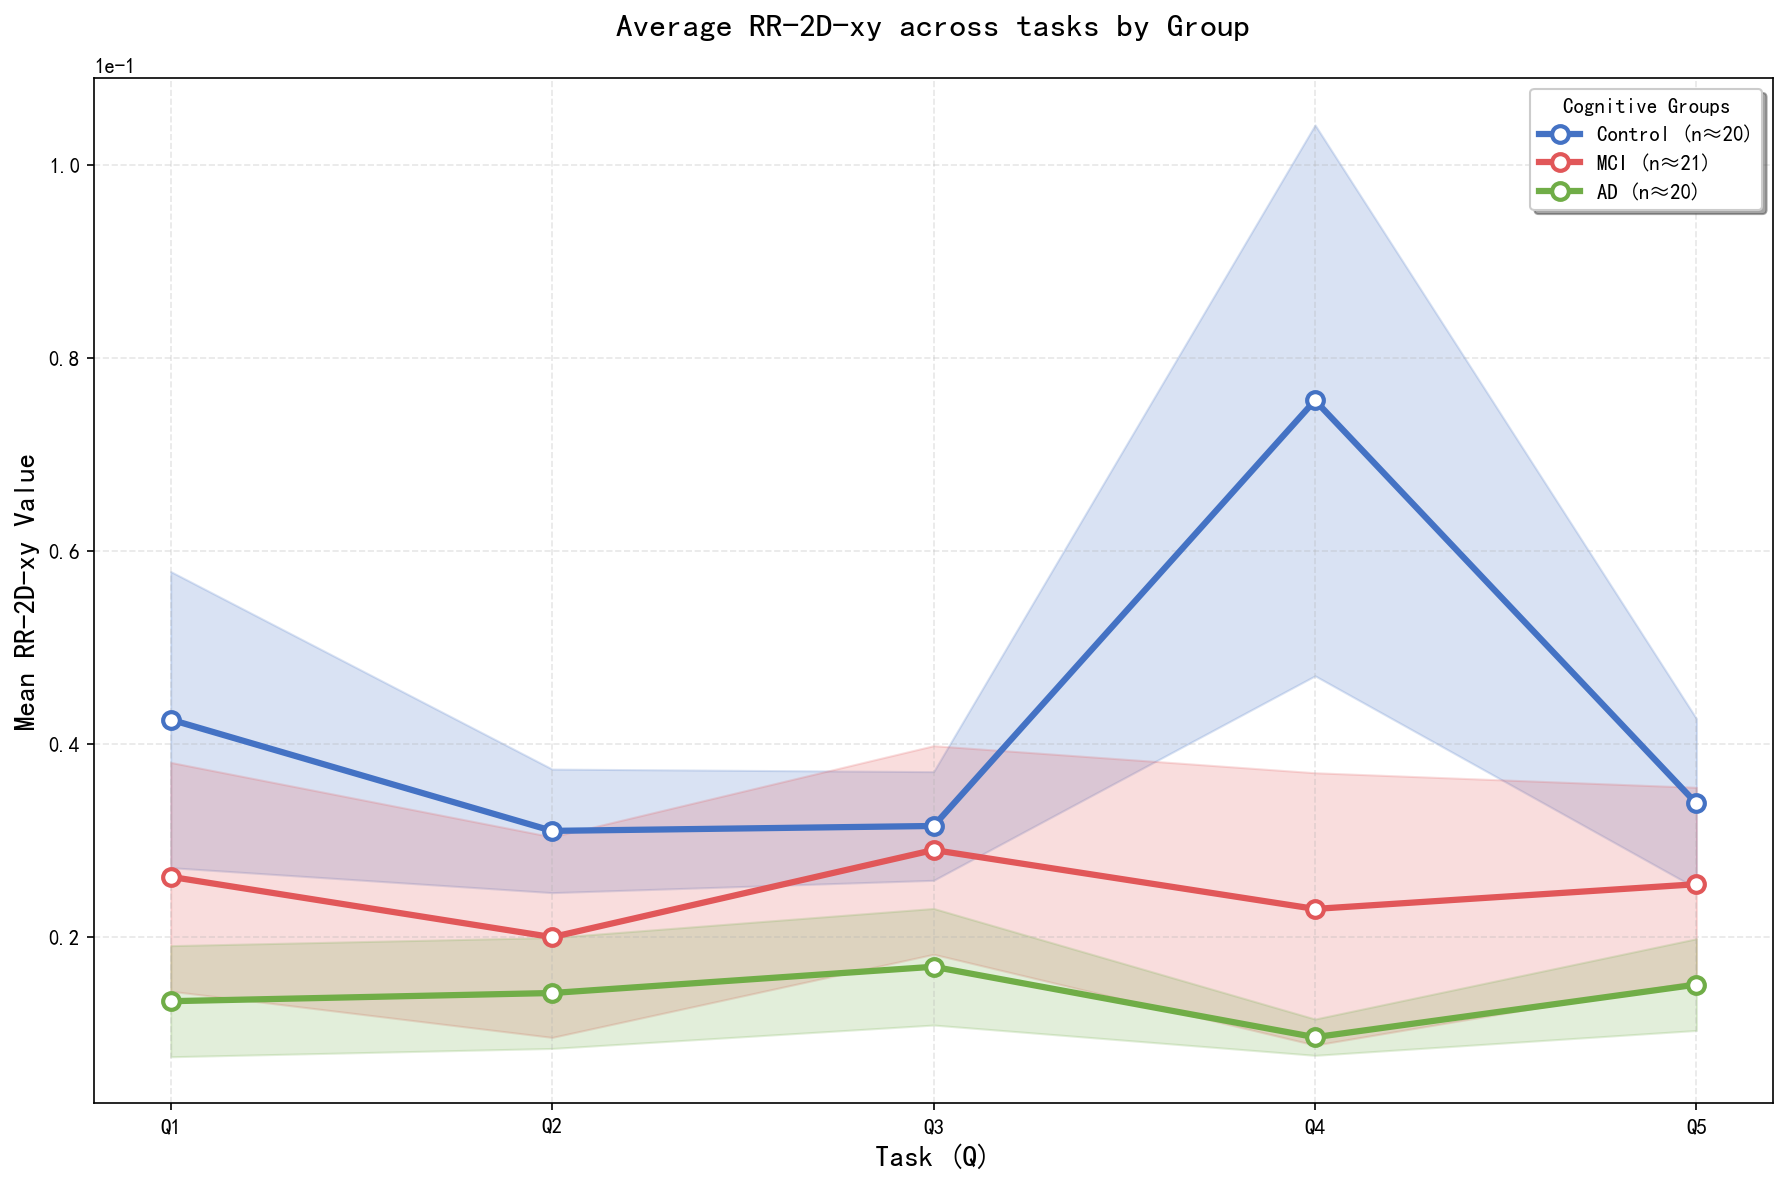 Average RR-2D-xy across tasks by Group
1e-1
Cognitive Groups
Control (n≈20)
MCI (n≈21)
AD (n≈20)
1.0
0.8
0.6
0.4
0.2
Mean RR-2D-xy Value
Q1
Q2
Q3
Q4
Q5
Task (Q)